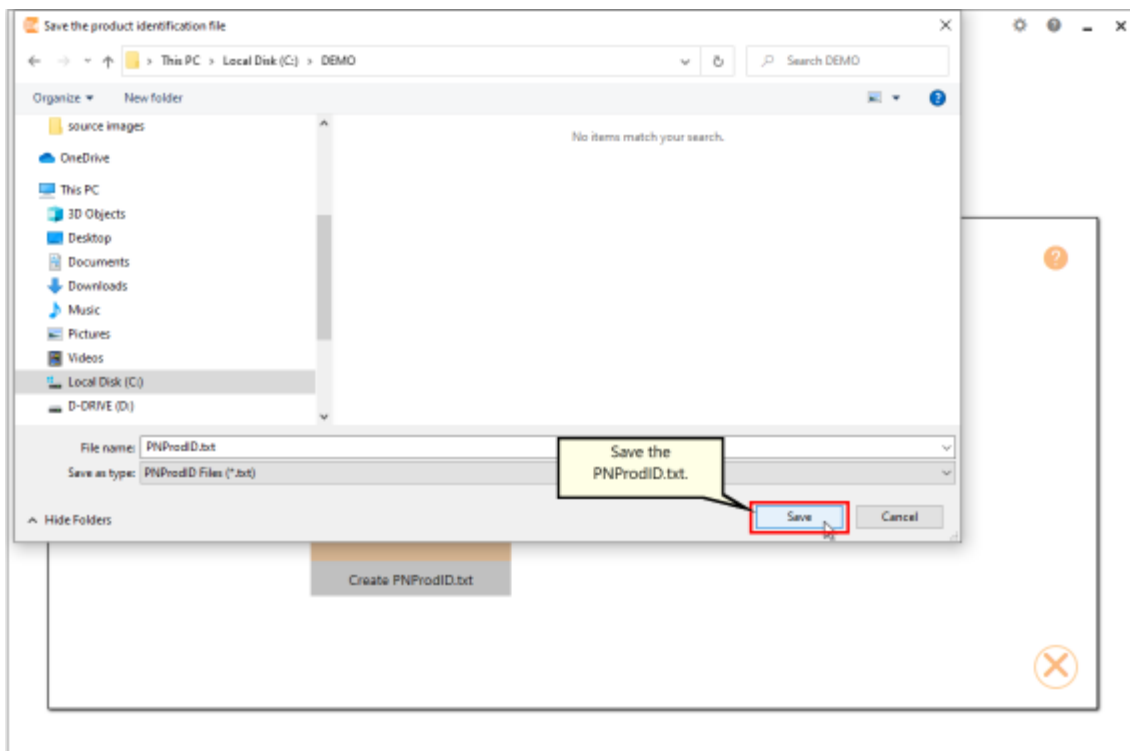 Save the product identification file
This PC > Local Disk (C:) > DEMO
Search DEMO
Organize
New folder
source images
No items match your search.
OneDrive
This PC
3D Objects
Desktop
Documents
Downloads
Music
Pictures
Videos
Local Disk (C:)
D-DRIVE (D:)
File name: PNProdID.txt
Save as type: PNProdID Files (*.txt)
Save the
PNProdID.txt.
Hide Folders
Save
Cancel
Create PNProdID.txt